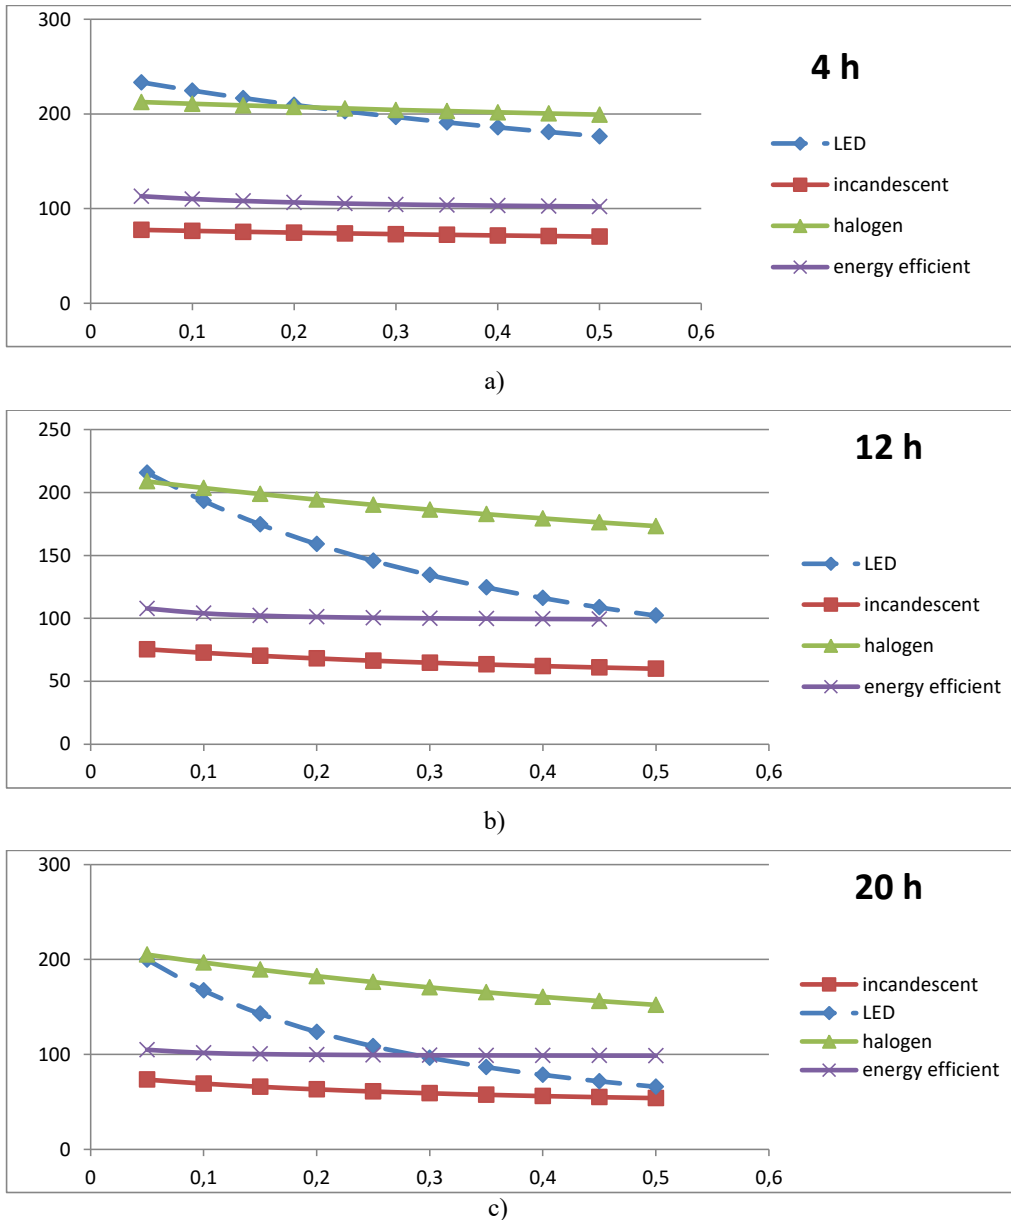 300
4 h
200
LED
incandescent
100
halogen
energy efficient
0
0 0,1 0,2 0,3 0,4 0,5 0,6
a)
250
12 h
200
150
LED
incandescent
100
halogen
50
energy efficient
0
0 0,1 0,2 0,3 0,4 0,5 0,6
b)
300
20 h
200
incandescent
LED
halogen
100
energy efficient
0
0 0,1 0,2 0,3 0,4 0,5 0,6
c)